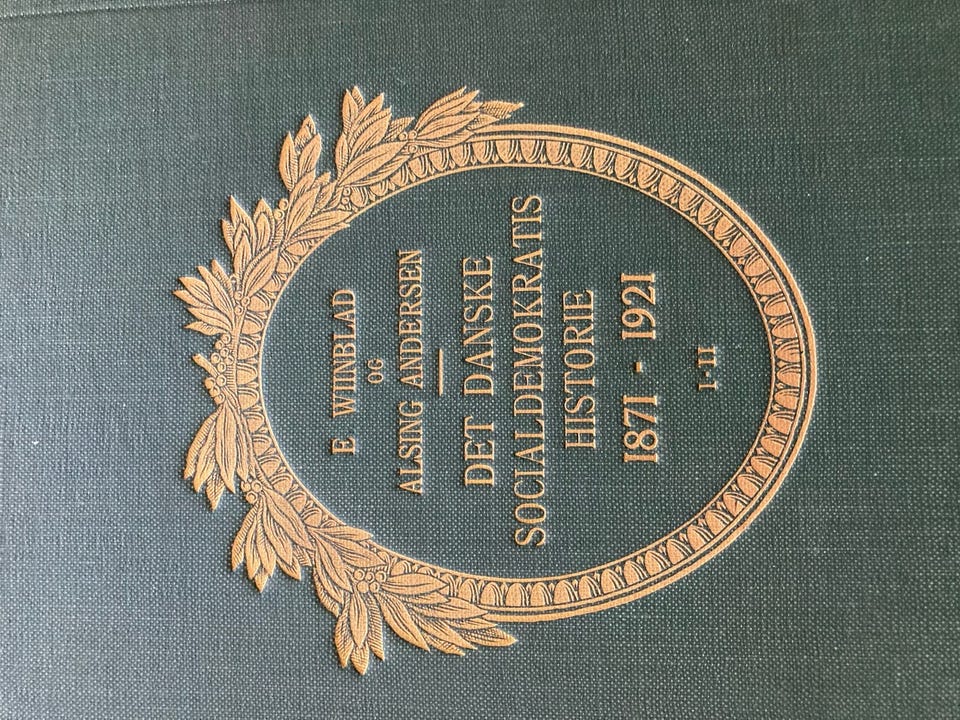 E WIINBLAD
OG
ALSING ANDERSEN
DET DANSKE
SOCIALDEMOKRATIS
HISTORIE
1871 - 1921
I-II